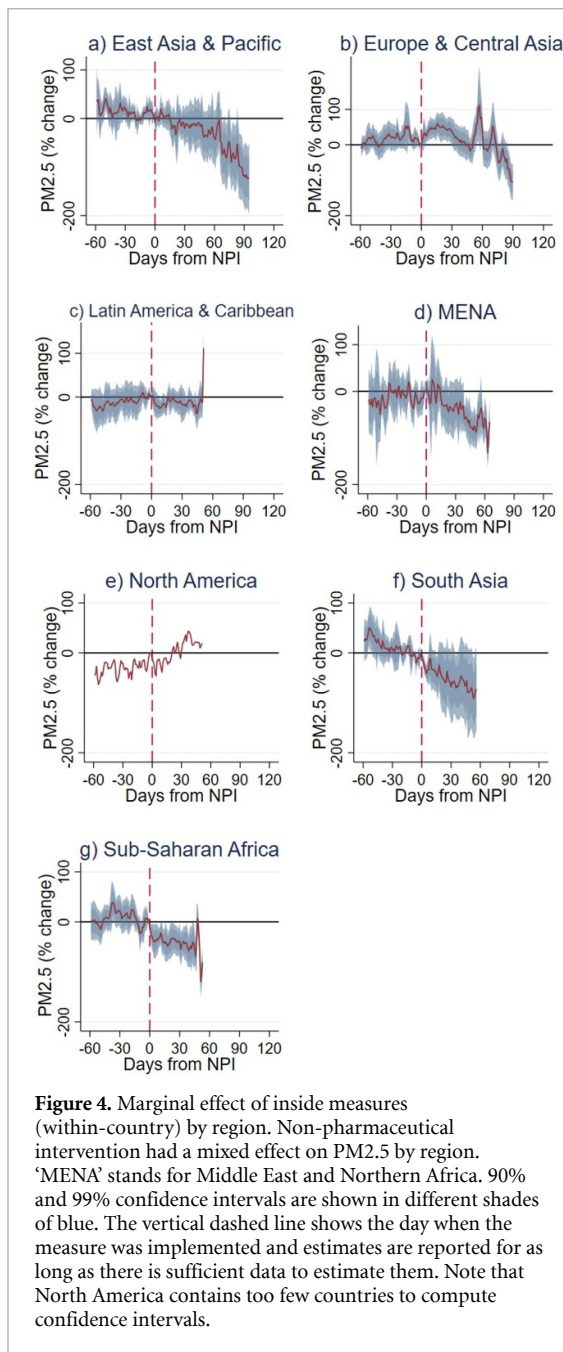 a) East Asia & Pacific
PM2.5 (% change)
100
0
-200
-60 -30 0 30 60 90 120
Days from NPI
b) Europe & Central Asia
PM2.5 (% change)
100
0
-200
-60 -30 0 30 60 90 120
Days from NPI
c) Latin America & Caribbean
PM2.5 (% change)
100
0
-200
-60 -30 0 30 60 90 120
Days from NPI
d) MENA
PM2.5 (% change)
100
0
-200
-60 -30 0 30 60 90 120
Days from NPI
e) North America
PM2.5 (% change)
100
0
-200
-60 -30 0 30 60 90 120
Days from NPI
f) South Asia
PM2.5 (% change)
100
0
-200
-60 -30 0 30 60 90 120
Days from NPI
g) Sub-Saharan Africa
PM2.5 (% change)
100
0
-200
-60 -30 0 30 60 90 120
Days from NPI
Figure 4. Marginal effect of inside measures
(within-country) by region. Non-pharmaceutical
intervention had a mixed effect on PM2.5 by region.
‘MENA’ stands for Middle East and Northern Africa. 90%
and 99% confidence intervals are shown in different shades
of blue. The vertical dashed line shows the day when the
measure was implemented and estimates are reported for as
long as there is sufficient data to estimate them. Note that
North America contains too few countries to compute
confidence intervals.